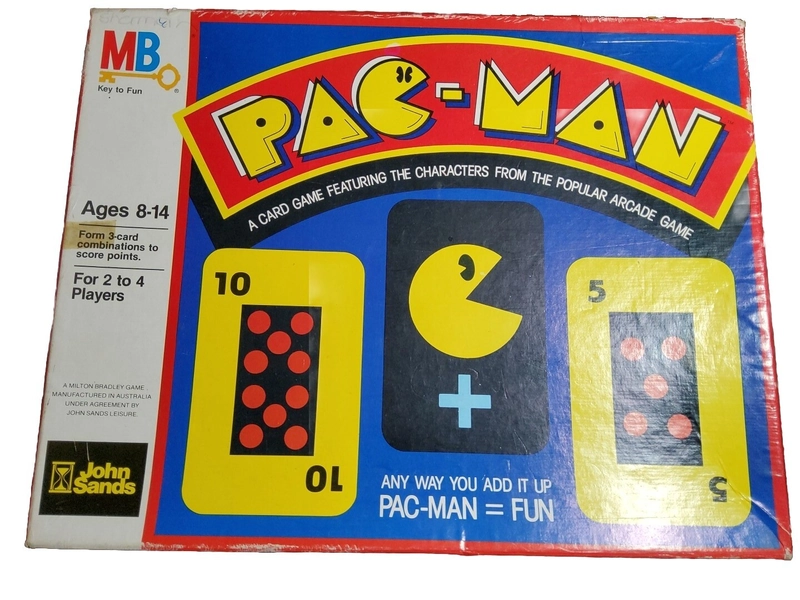 MB
Key to Fun
®
PAC-MAN
A CARD GAME FEATURING THE CHARACTERS FROM THE POPULAR ARCADE GAME
Ages 8-14
Form 3-card
combinations to
score points.
For 2 to 4
Players
A MILTON BRADLEY GAME
MANUFACTURED IN AUSTRALIA
UNDER AGREEMENT BY
JOHN SANDS LEISURE.
John
Sands
10
10
+
5
5
ANY WAY YOU ADD IT UP
PAC-MAN = FUN